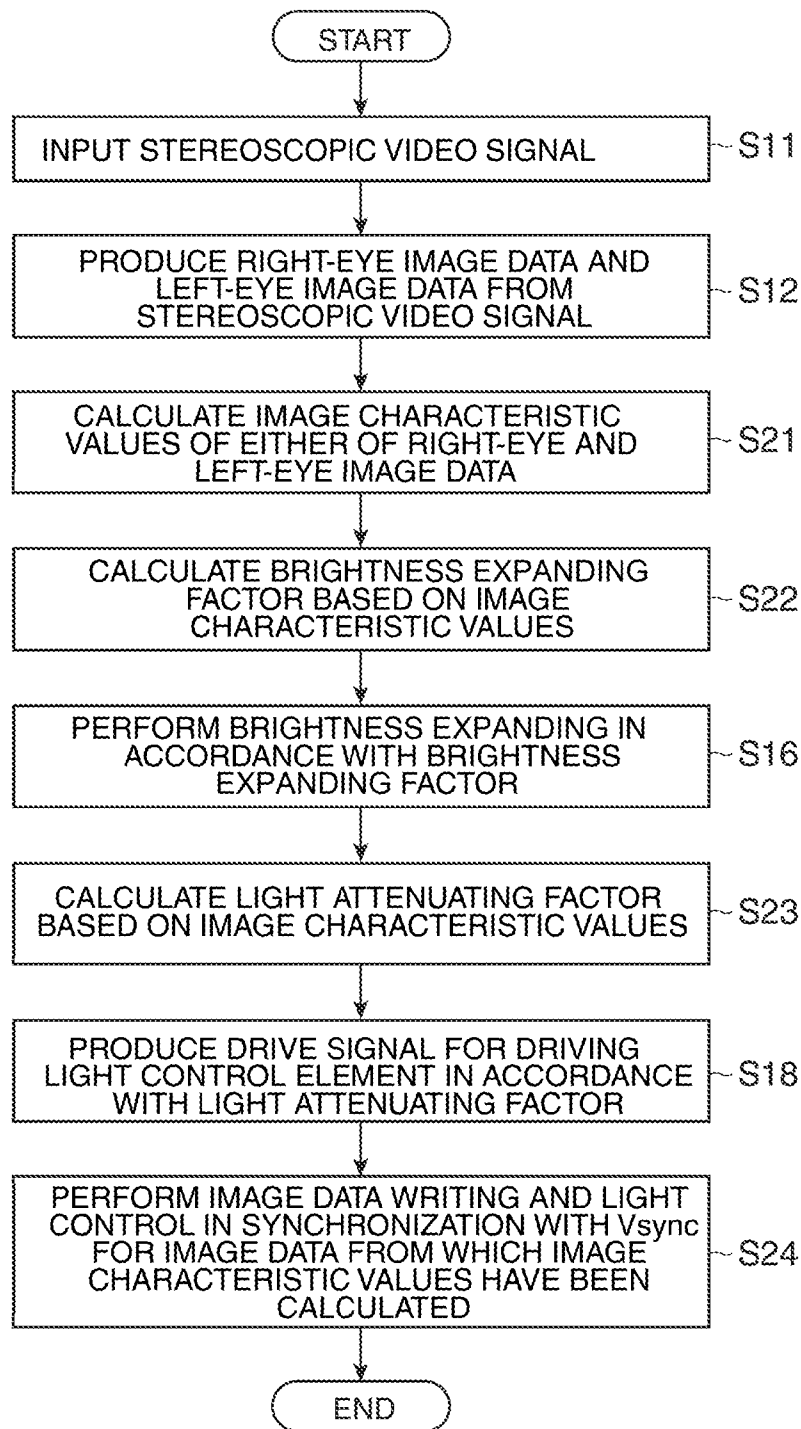 START
INPUT STEREOSCOPIC VIDEO SIGNAL
S11
PRODUCE RIGHT-EYE IMAGE DATA AND
LEFT-EYE IMAGE DATA FROM
STEREOSCOPIC VIDEO SIGNAL
S12
CALCULATE IMAGE CHARACTERISTIC
VALUES OF EITHER OF RIGHT-EYE AND
LEFT-EYE IMAGE DATA
S21
CALCULATE BRIGHTNESS EXPANDING
FACTOR BASED ON IMAGE
CHARACTERISTIC VALUES
S22
PERFORM BRIGHTNESS EXPANDING IN
ACCORDANCE WITH BRIGHTNESS
EXPANDING FACTOR
S16
CALCULATE LIGHT ATTENUATING FACTOR
BASED ON IMAGE CHARACTERISTIC VALUES
S23
PRODUCE DRIVE SIGNAL FOR DRIVING
LIGHT CONTROL ELEMENT IN ACCORDANCE
WITH LIGHT ATTENUATING FACTOR
S18
PERFORM IMAGE DATA WRITING AND LIGHT
CONTROL IN SYNCHRONIZATION WITH Vsync
FOR IMAGE DATA FROM WHICH IMAGE
CHARACTERISTIC VALUES HAVE BEEN
CALCULATED
S24
END